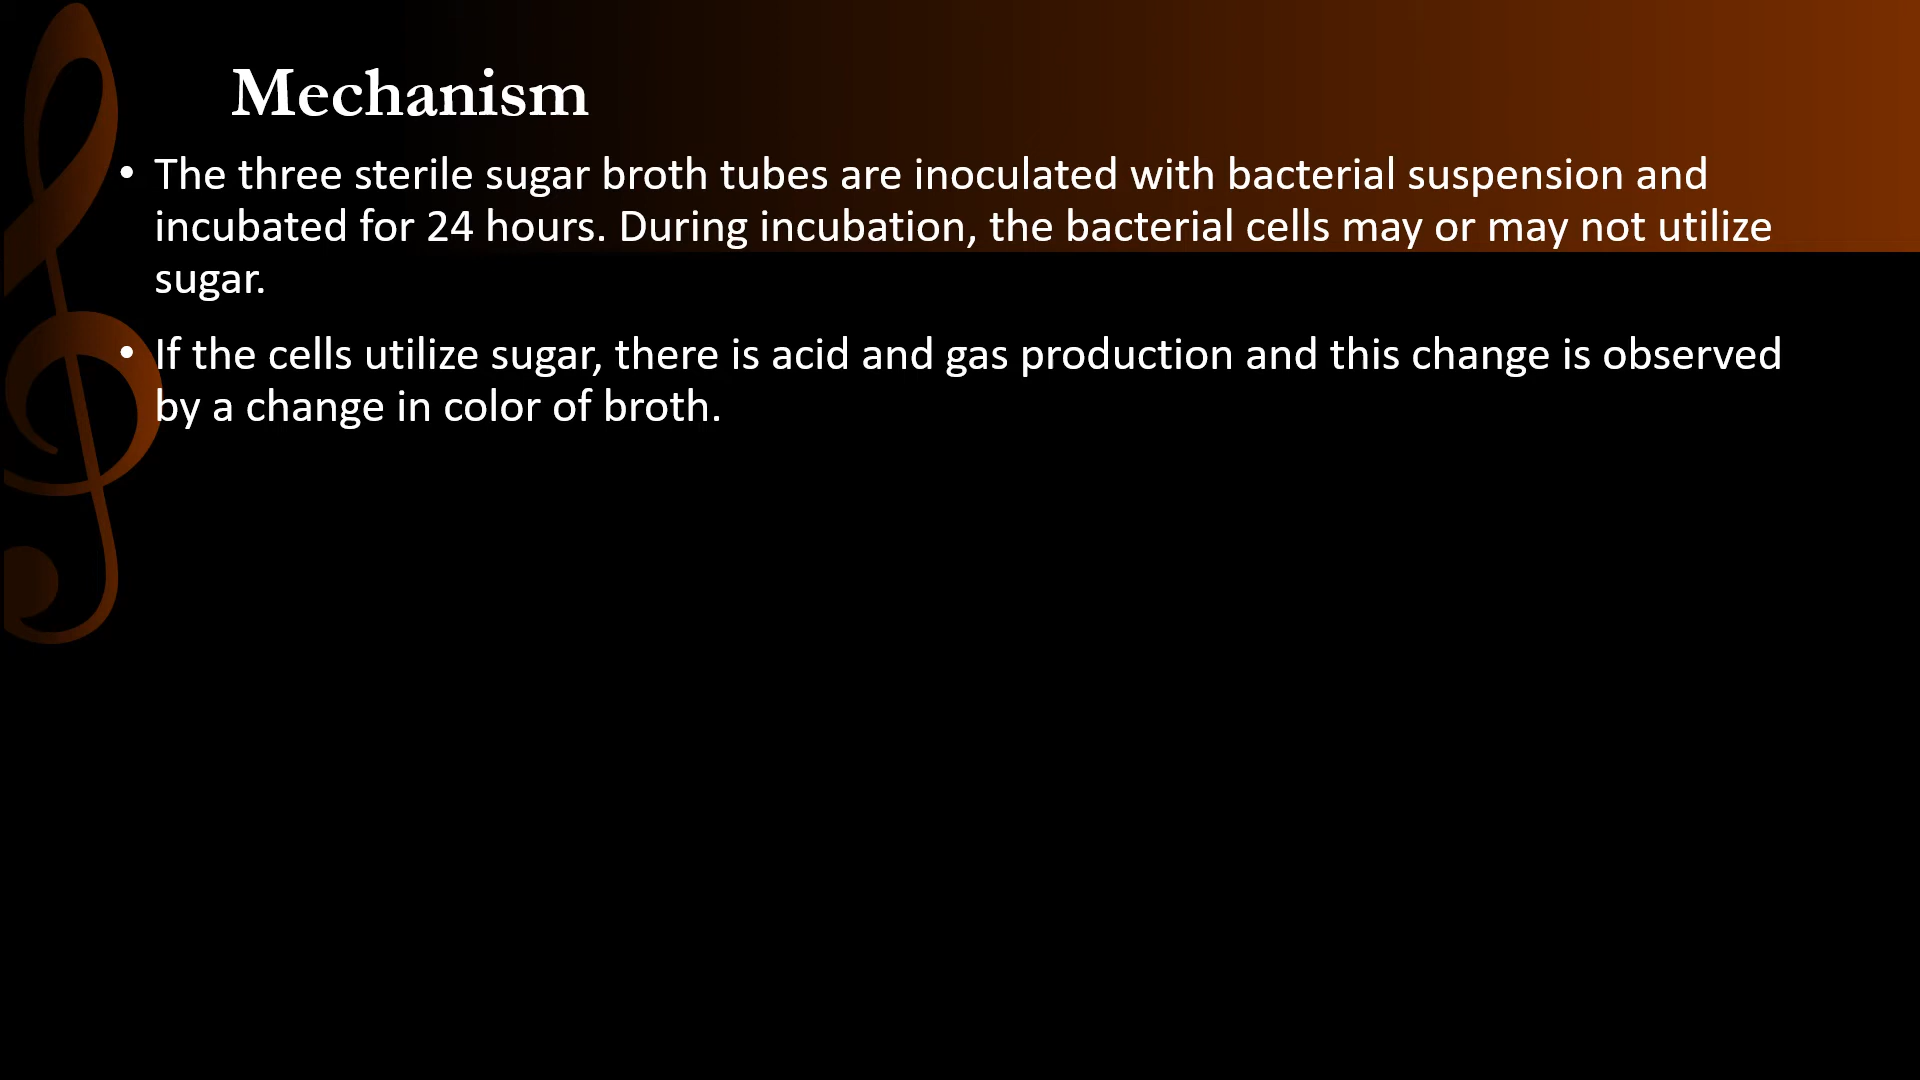 Mechanism
• The three sterile sugar broth tubes are inoculated with bacterial suspension and
incubated for 24 hours. During incubation, the bacterial cells may or may not utilize
sugar.
• If the cells utilize sugar, there is acid and gas production and this change is observed
by a change in color of broth.